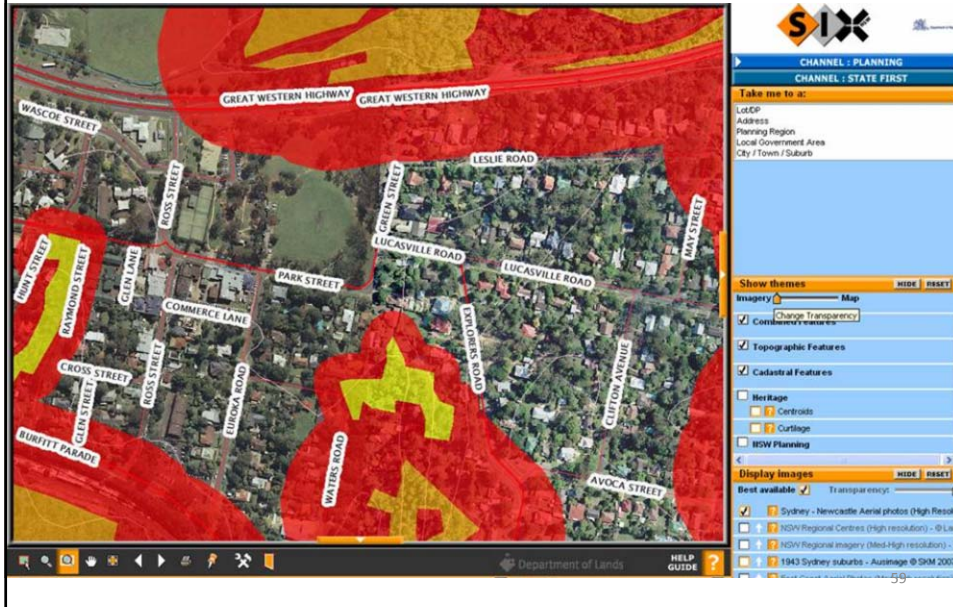 GREAT WESTERN HIGHWAY
GREAT WESTERN HIGHWAY
WASCOE STREET
LESLIE ROAD
ROSS STREET
GREEN STREET
MAY STREET
HUNT STREET
RAYMOND STREET
GLEN LANE
LUCASVILLE ROAD
LUCASVILLE ROAD
PARK STREET
COMMERCE LANE
EXPLORERS ROAD
CROSS STREET
GLEN STREET
ROSS STREET
EUROKA ROAD
CLIFTON AVENUE
BURFITT PARADE
WATERS ROAD
AVOCA STREET
Department of Lands
HELP
GUIDE
?
SIX
CHANNEL : PLANNING
CHANNEL : STATE FIRST
Take me to a:
Lot/DP
Address
Planning Region
Local Government Area
City / Town / Suburb
Show themes HIDE RESET
Imagery Map
Change Transparency
Combined Features
Topographic Features
Cadastral Features
Heritage
? Centroids
? Curtilage
NSW Planning
Display images HIDE RESET
Best available Transparency:
? Sydney - Newcastle Aerial photos (High Resol
? NSW Regional Centres (High resolution) - © La
? NSW Regional imagery (Med-High resolution) -
? 1943 Sydney suburbs - Ausimage © SKM 2007
59